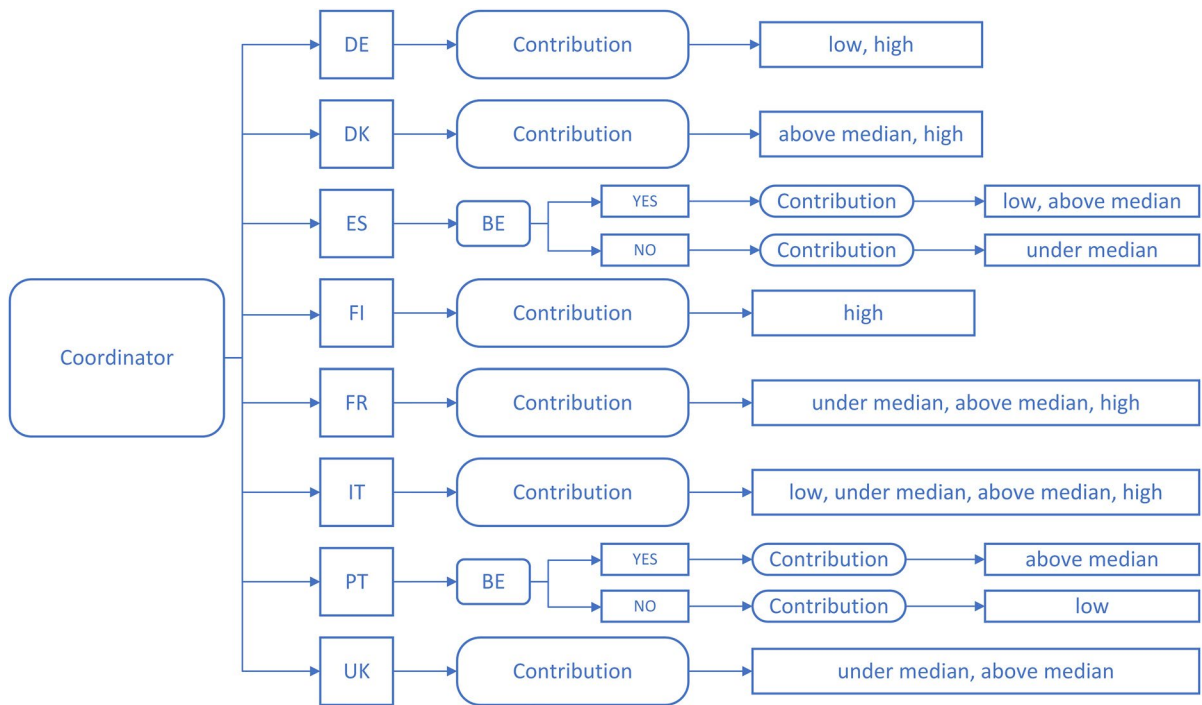 DE
Contribution
low, high
DK
Contribution
above median, high
ES
BE
YES
Contribution
low, above median
NO
Contribution
under median
FI
Contribution
high
Coordinator
FR
Contribution
under median, above median, high
IT
Contribution
low, under median, above median, high
PT
BE
YES
Contribution
above median
NO
Contribution
low
UK
Contribution
under median, above median